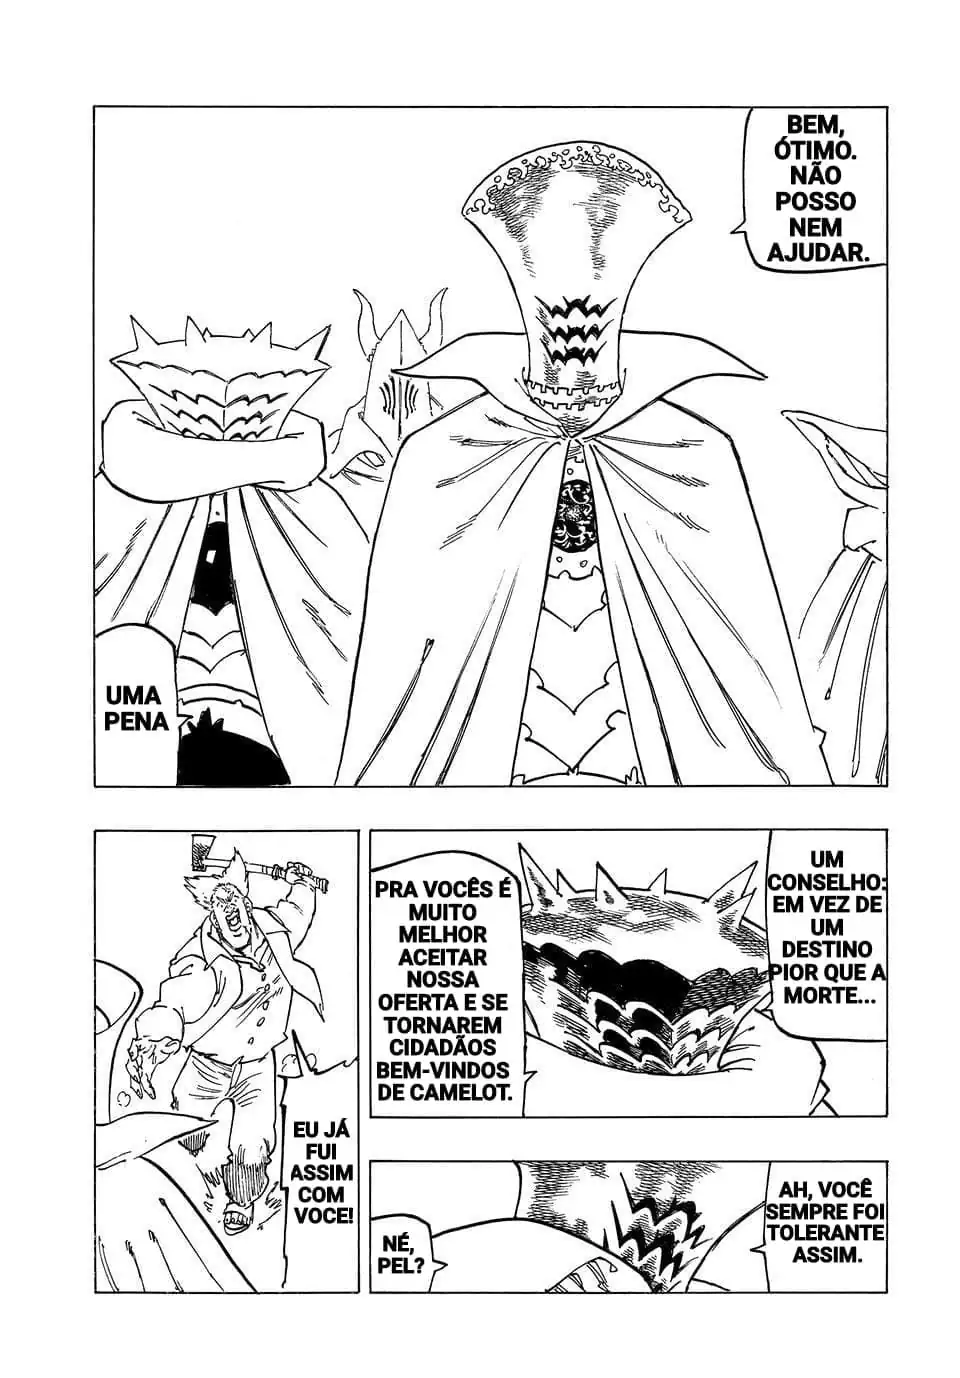 BEM,
ÓTIMO.
NÃO
POSSO
NEM
AJUDAR.
UMA
PENA
UM
CONSELHO:
EM VEZ DE
UM
DESTINO
PIOR QUE A
MORTE...
PRA VOCÊS É
MUITO
MELHOR
ACEITAR
NOSSA
OFERTA E SE
TORNAREM
CIDADÃOS
BEM-VINDOS
DE CAMELOT.
EU JÁ
FUI
ASSIM
COM
VOCE!
AH, VOCÊ
SEMPRE FOI
TOLERANTE
ASSIM.
NÉ,
PEL?